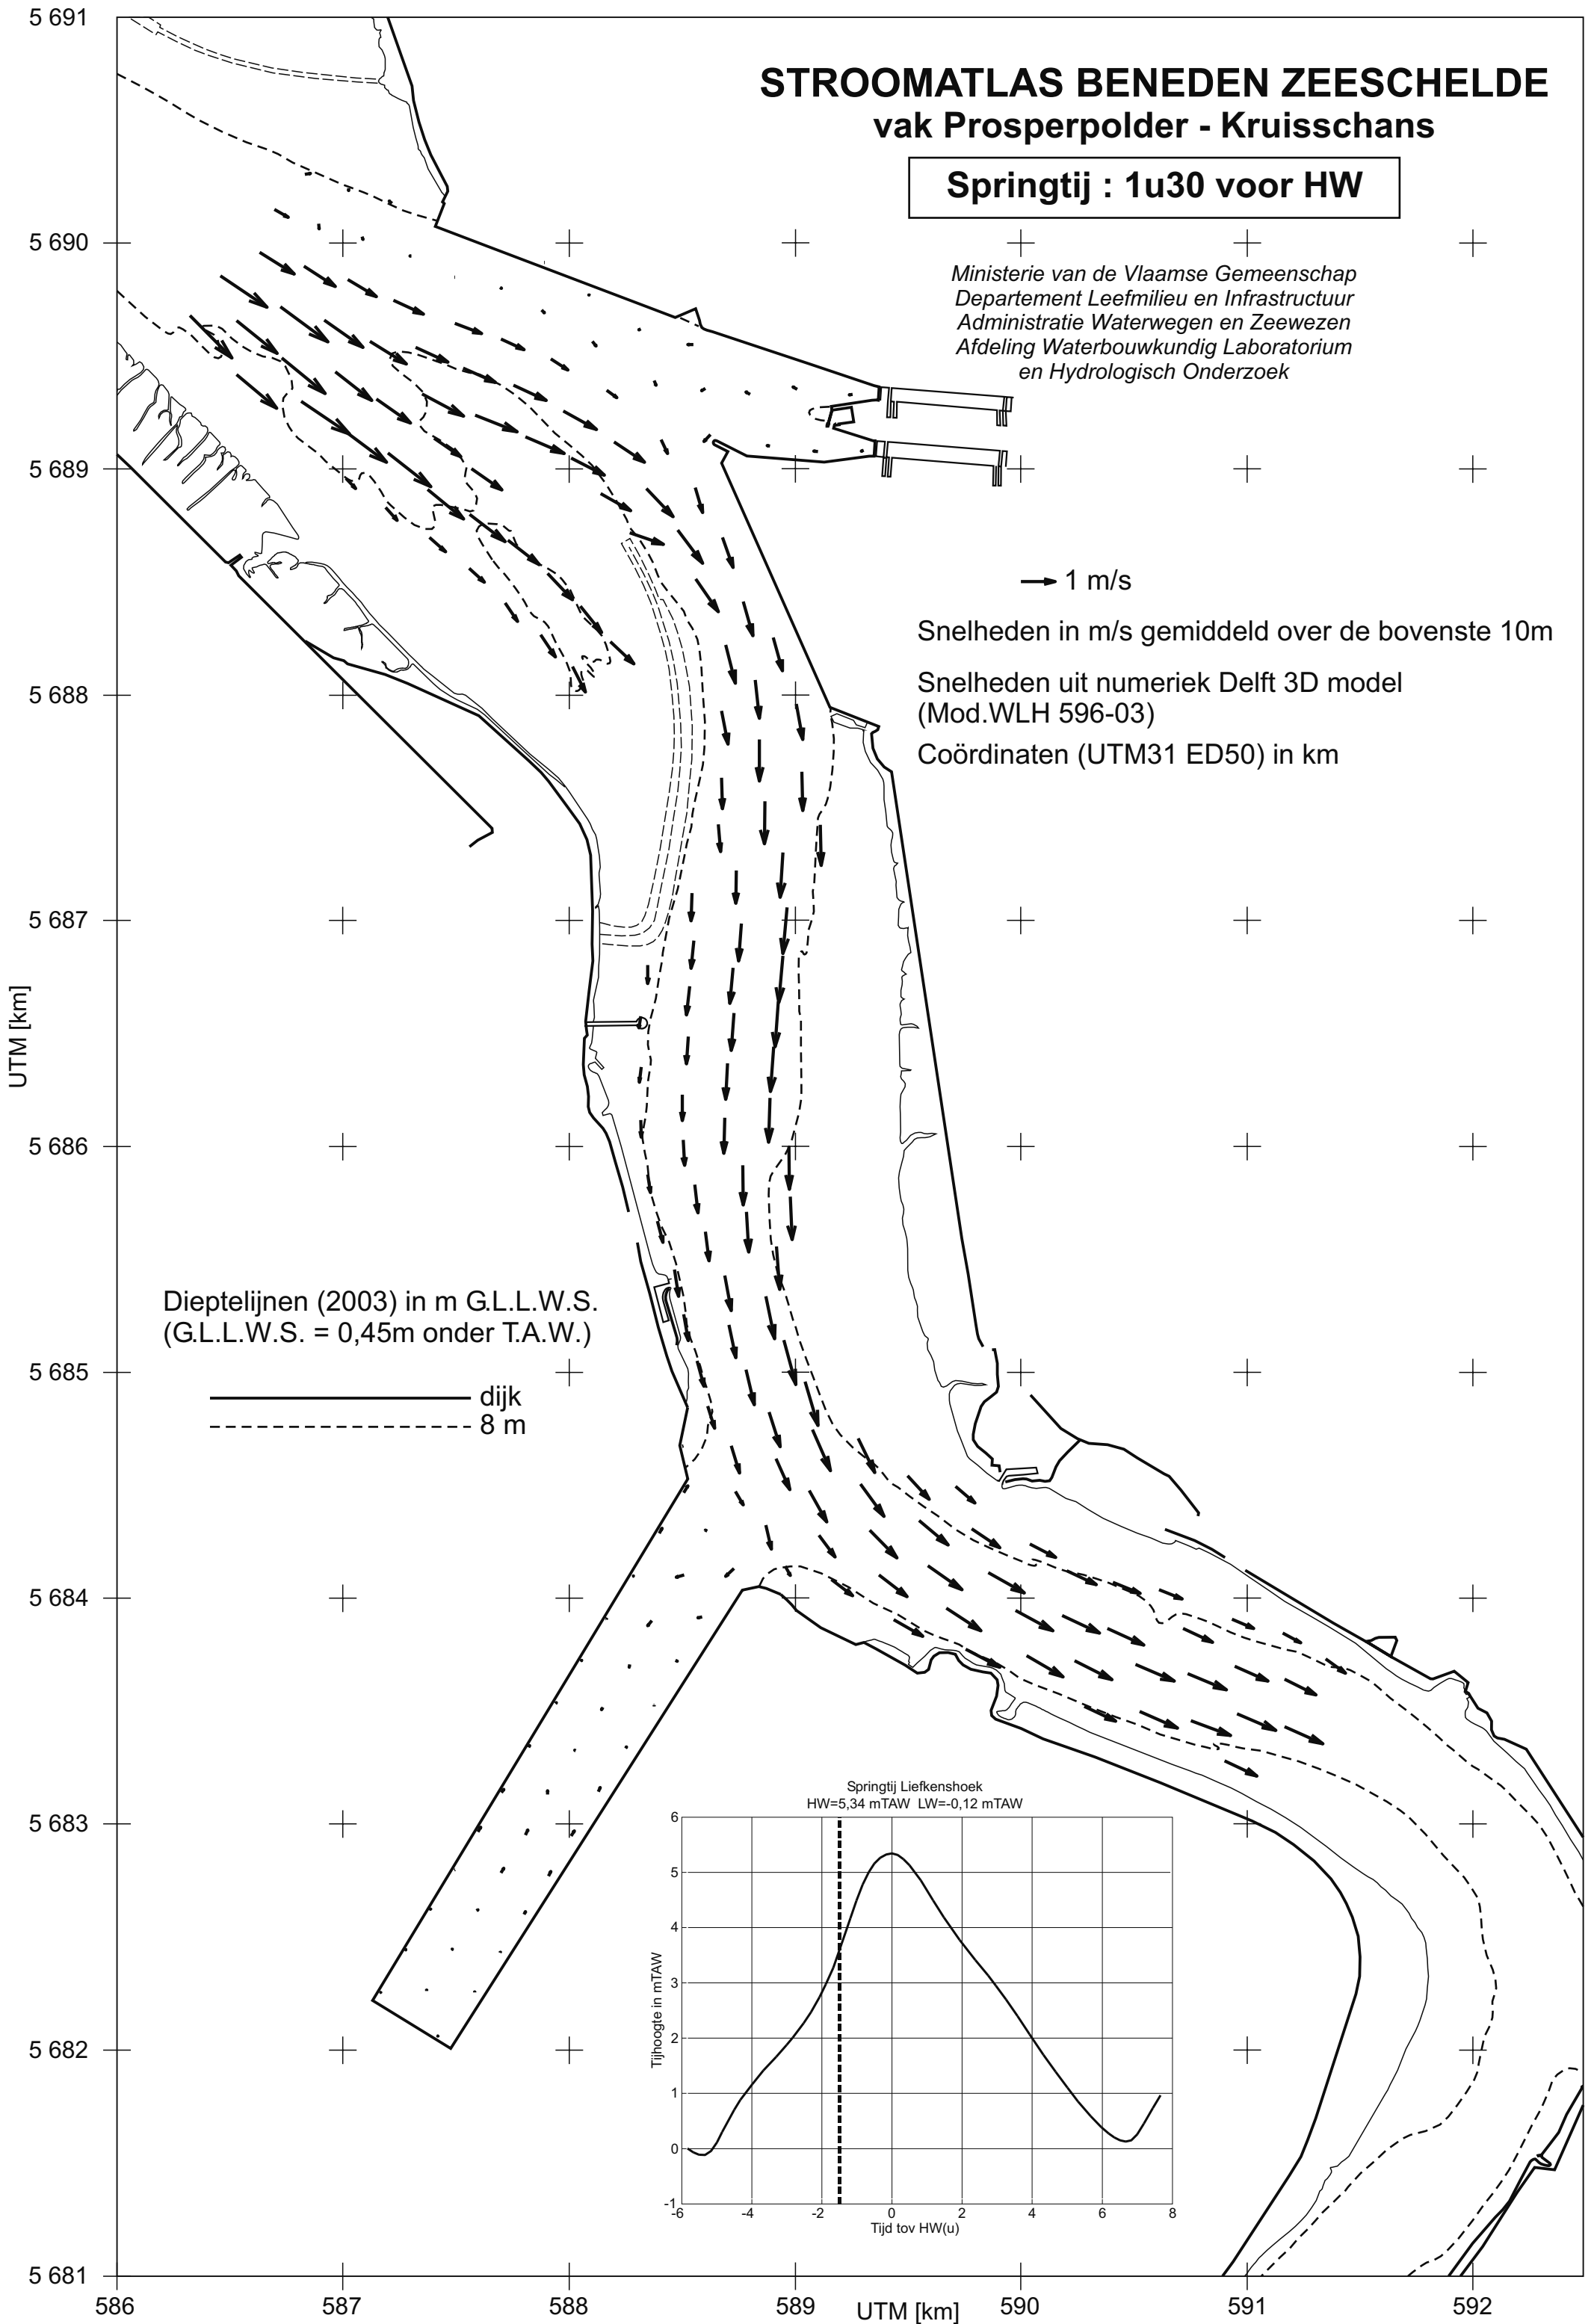 STROOMATLAS BENEDEN ZEESCHELDE
vak Prosperpolder - Kruisschans
Springtij : 1u30 voor HW
Ministerie van de Vlaamse Gemeenschap
Departement Leefmilieu en Infrastructuur
Administratie Waterwegen en Zeewezen
Afdeling Waterbouwkundig Laboratorium
en Hydrologisch Onderzoek
1 m/s
Snelheden in m/s gemiddeld over de bovenste 10m
Snelheden uit numeriek Delft 3D model
(Mod.WLH 596-03)
Coördinaten (UTM31 ED50) in km
Dieptelijnen (2003) in m G.L.L.W.S.
(G.L.L.W.S. = 0,45m onder T.A.W.)
dijk
8 m
5 691
5 690
5 689
5 688
5 687
5 686
5 685
5 684
5 683
5 682
5 681
UTM [km]
586
587
588
589
590
591
592
UTM [km]
Springtij Liefkenshoek
HW=5,34 mTAW LW=-0,12 mTAW
6
5
4
3
2
1
0
-1
Tijhoogte in mTAW
-6
-4
-2
0
2
4
6
8
Tijd tov HW(u)